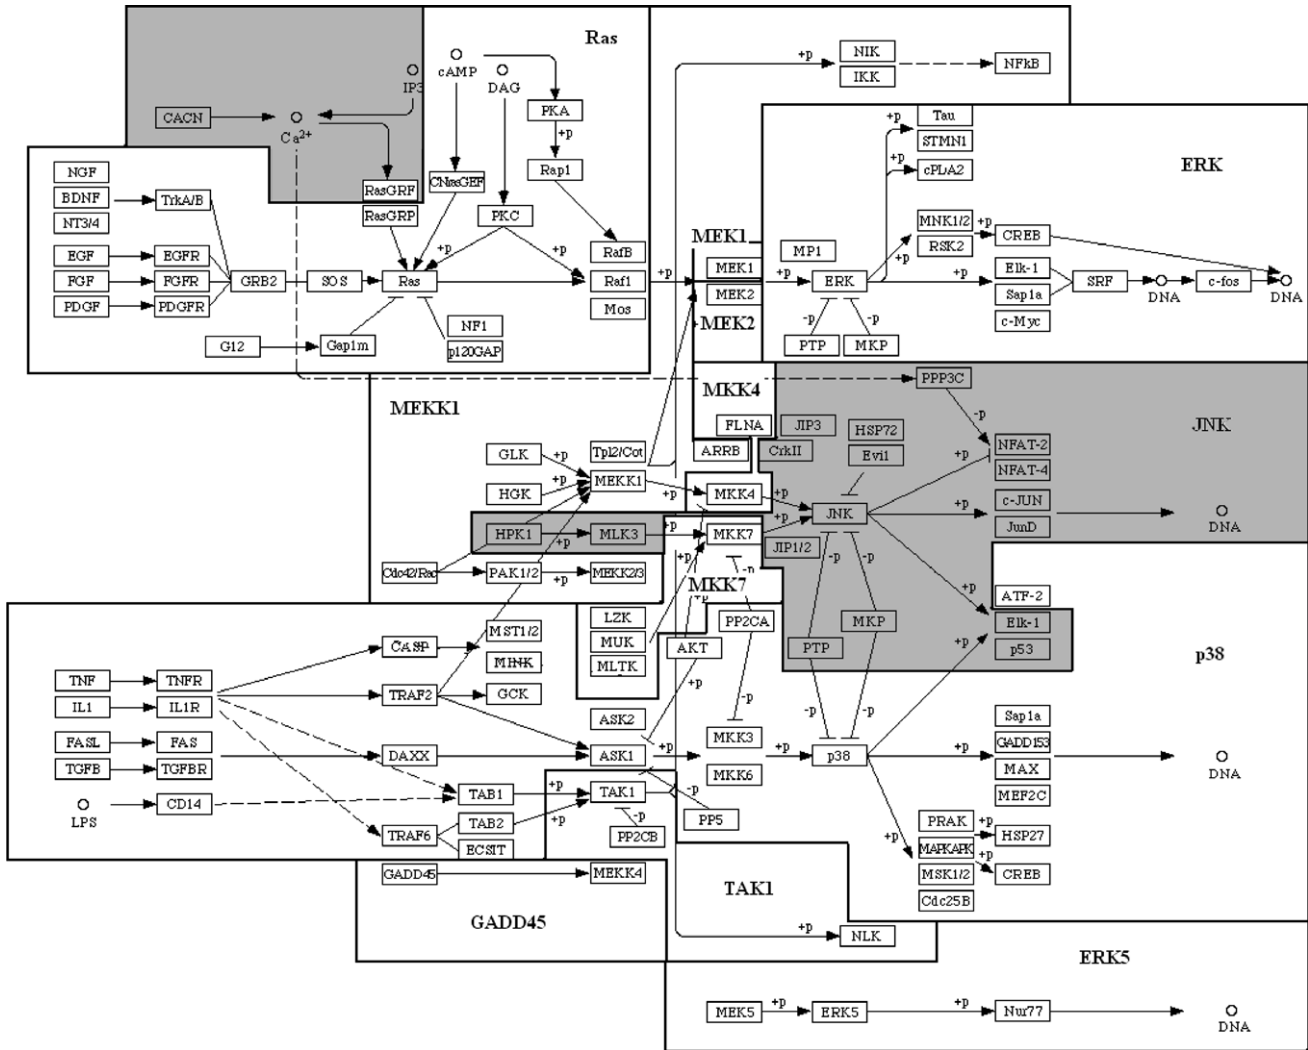 Ras
cAMP
DAG
IP3
+p
NIK
IKK
NFkB
CACN
Ca2+
PKA
+p
Rap1
CNrasGEF
RasGRF
RasGRP
PKC
NGF
BDNF
NT3/4
TrkA/B
EGF
EGFR
FGF
FGFR
PDGF
PDGFR
GRB2
SOS
Ras
+p
+p
RafB
Raf1
Mos
+p
G12
Gap1m
NF1
p120GAP
ERK
+p
Tau
STMN1
+p
cPLA2
MNK1/2
RSK2
+p
CREB
+p
MEK1
MEK1
MEK2
MEK2
+p
MP1
ERK
+p
Elk-1
Sap1a
c-Myc
SRF
DNA
c-fos
DNA
-p
-p
PTP
MKP
MEKK1
MKK4
FLNA
ARRB
JIP3
CrkII
HSP72
Evi1
PPP3C
-p
JNK
NFAT-2
NFAT-4
+p
GLK
HGK
HPK1
+p
+p
Tpl2/Cot
MEKK1
+p
MKK4
+p
JNK
+p
c-JUN
JunD
DNA
+p
MLK3
+p
MKK7
+p
JIP1/2
Cdc42/Rac
PAK1/2
+p
MEKK2/3
MKK7
-p
+p
-p
-p
+p
ATF-2
Elk-1
p53
LZK
MUK
MLTK
PP2CA
AKT
PTP
MKP
+p
p38
CASP
MST1/2
MINK
GCK
TNF
TNFR
IL1
IL1R
TRAF2
FASL
FAS
TGFB
TGFBR
DAXX
LPS
CD14
ASK2
ASK1
+p
+p
-p
MKK3
MKK6
+p
-p
-p
p38
+p
Sap1a
GADD153
MAX
MEF2C
DNA
TAB1
+p
TAK1
-p
TAB2
+p
-p
PP5
PP2CB
TRAF6
ECSIT
+p
PRAK
MAPKAPK
MSK1/2
Cdc25B
+p
HSP27
+p
CREB
GADD45
MEKK4
TAK1
GADD45
+p
NLK
ERK5
MEK5
+p
ERK5
+p
Nur77
DNA